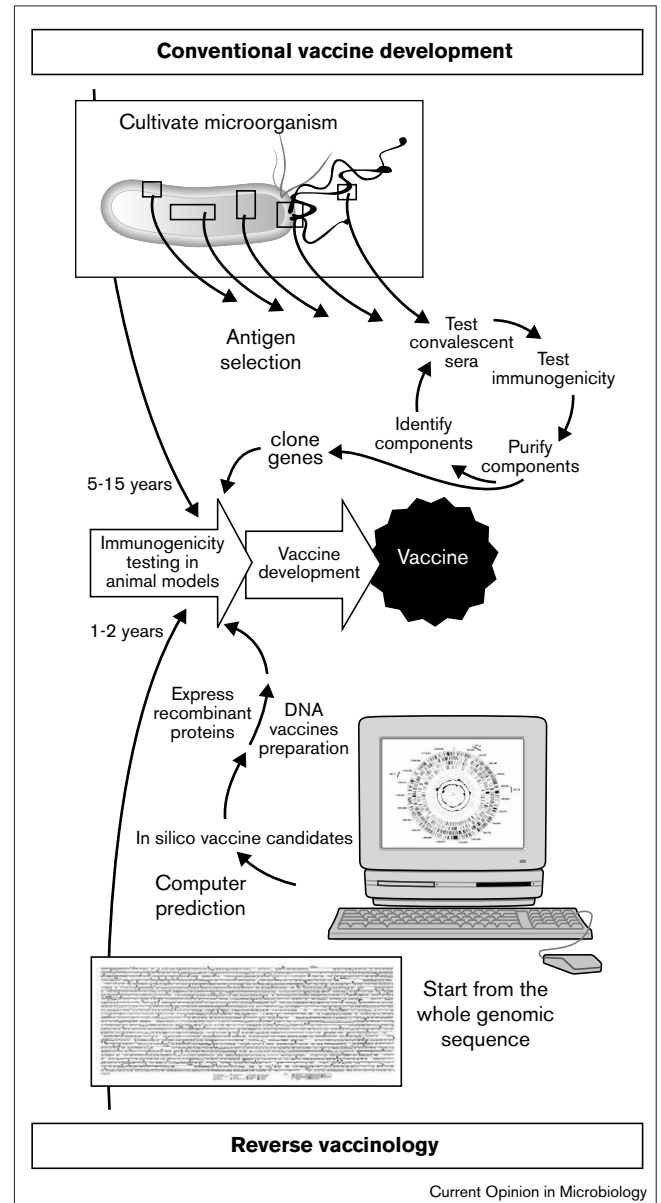 Conventional vaccine development
Cultivate microorganism
Antigen
selection
Test
convalescent
sera
Test
immunogenicity
Identify
components
Purify
components
clone
genes
5-15 years
Immunogenicity
testing in
animal models
Vaccine
development
Vaccine
1-2 years
Express
recombinant
proteins
DNA
vaccines
preparation
In silico vaccine candidates
Computer
prediction
Start from the
whole genomic
sequence
Reverse vaccinology
Current Opinion in Microbiology